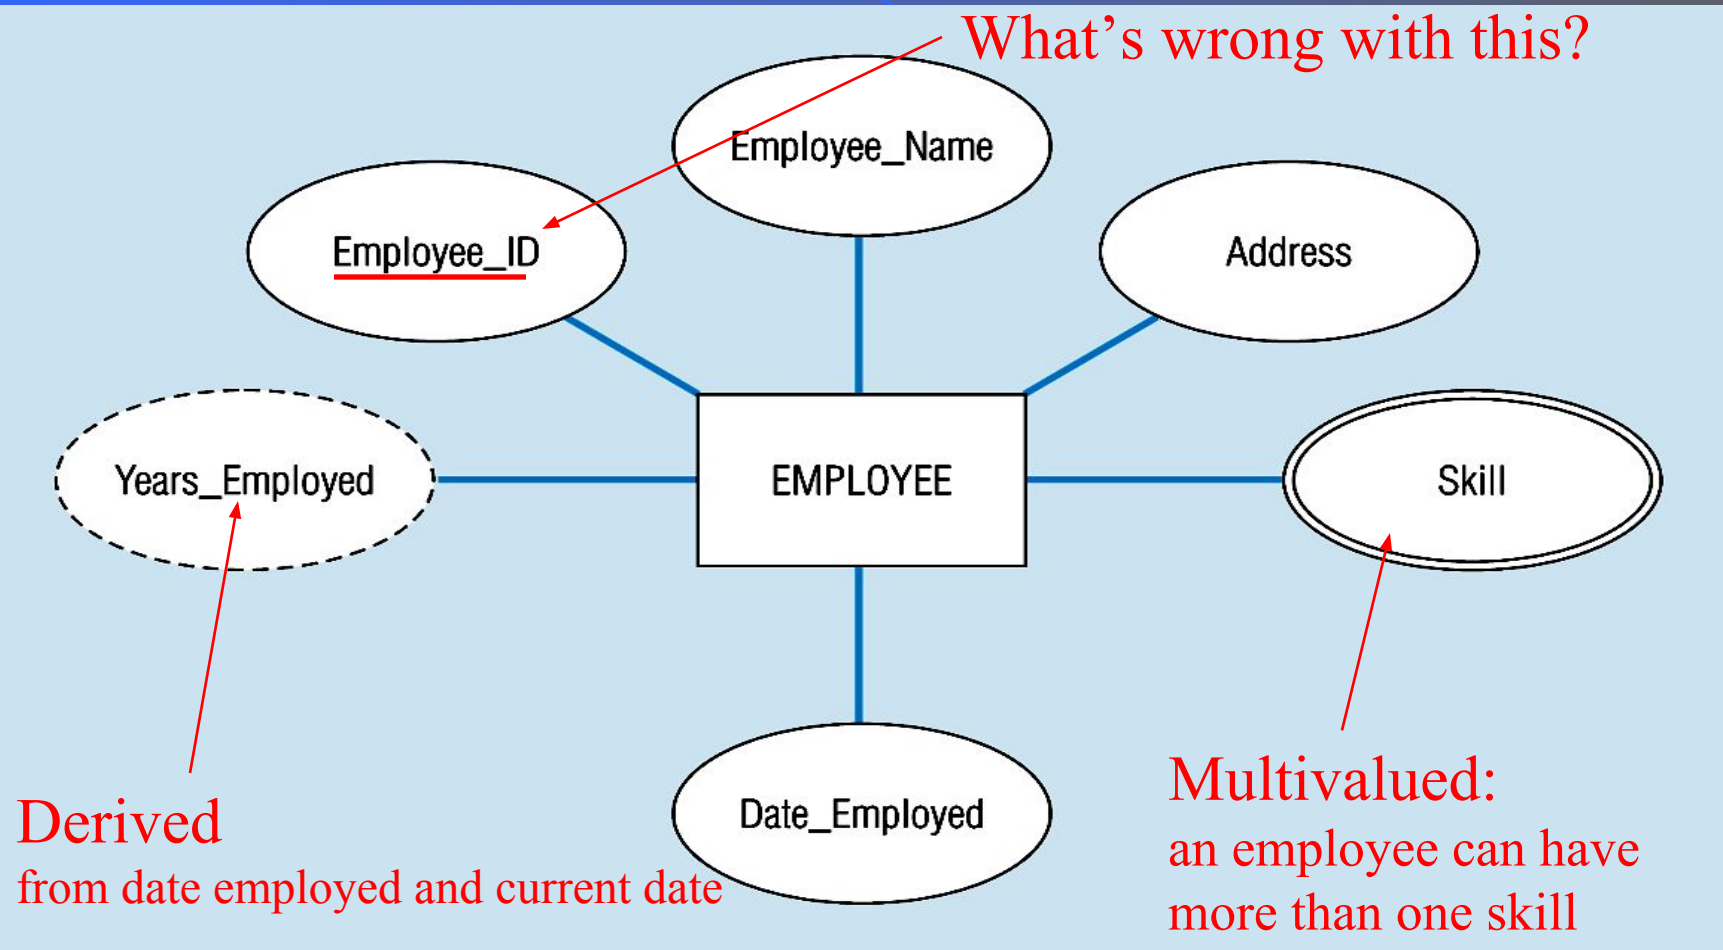 What’s wrong with this?
Employee_Name
Employee_ID
Address
Years_Employed
EMPLOYEE
Skill
Date_Employed
Derived
from date employed and current date
Multivalued:
an employee can have
more than one skill